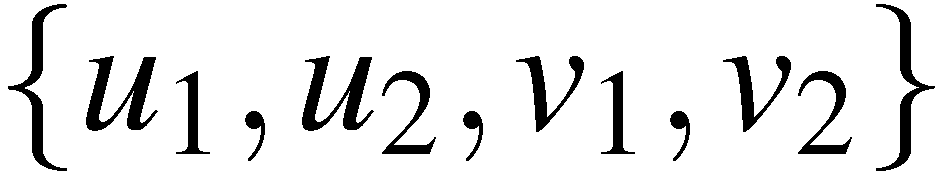 {u₁, u₂, v₁, v₂}